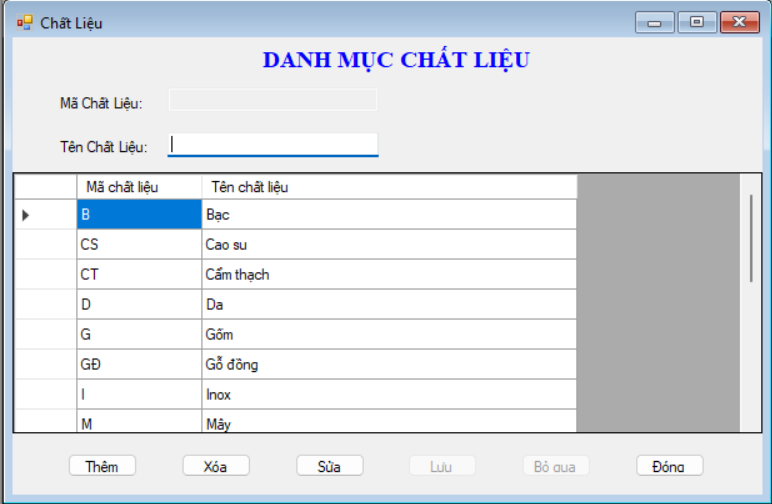 Chất Liệu
DANH MỤC CHẤT LIỆU
Mã Chất Liệu:
Tên Chất Liệu:
Mã chất liệu Tên chất liệu
B Bạc
CS Cao su
CT Cẩm thạch
D Da
G Gốm
GĐ Gỗ đồng
I Inox
M Mây
Thêm Xóa Sửa Lưu Bỏ qua Đóng